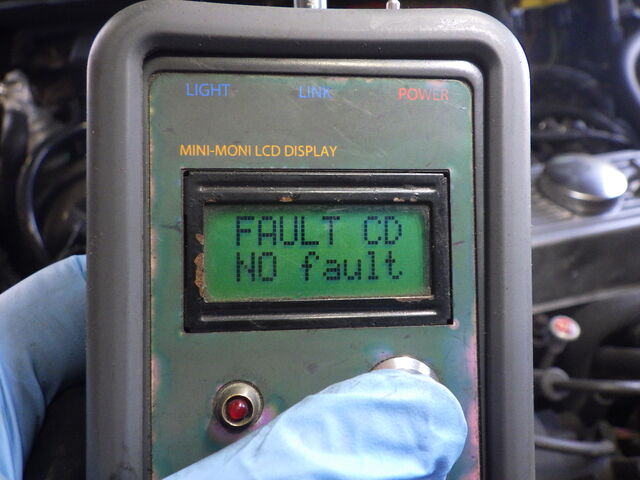 LIGHT LINK POWER
MINI-MONI LCD DISPLAY
FAULT CD
NO fault